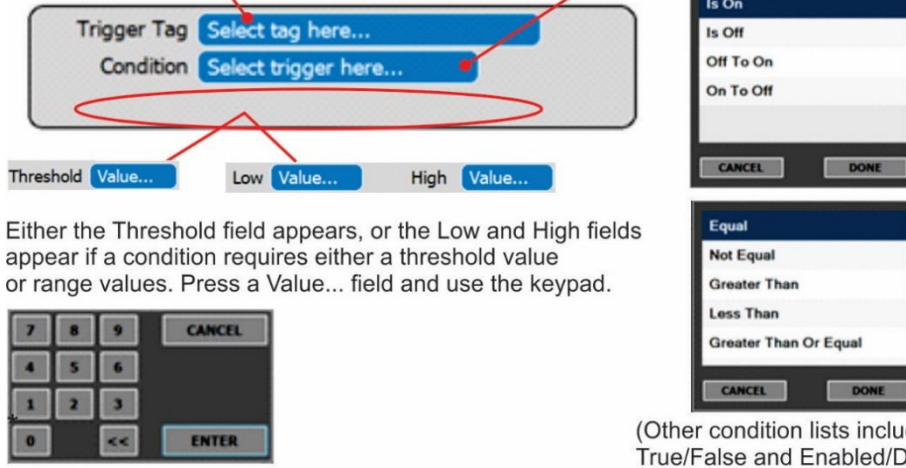 Trigger Tag Select tag here...
Condition Select trigger here...
Threshold Value... Low Value... High Value...
Either the Threshold field appears, or the Low and High fields
appear if a condition requires either a threshold value
or range values. Press a Value... field and use the keypad.
7 8 9 CANCEL
4 5 6
1 2 3
0 << ENTER
Is On
Is Off
Off To On
On To Off
CANCEL DONE
Equal
Not Equal
Greater Than
Less Than
Greater Than Or Equal
CANCEL DONE
(Other condition lists inclu
True/False and Enabled/D